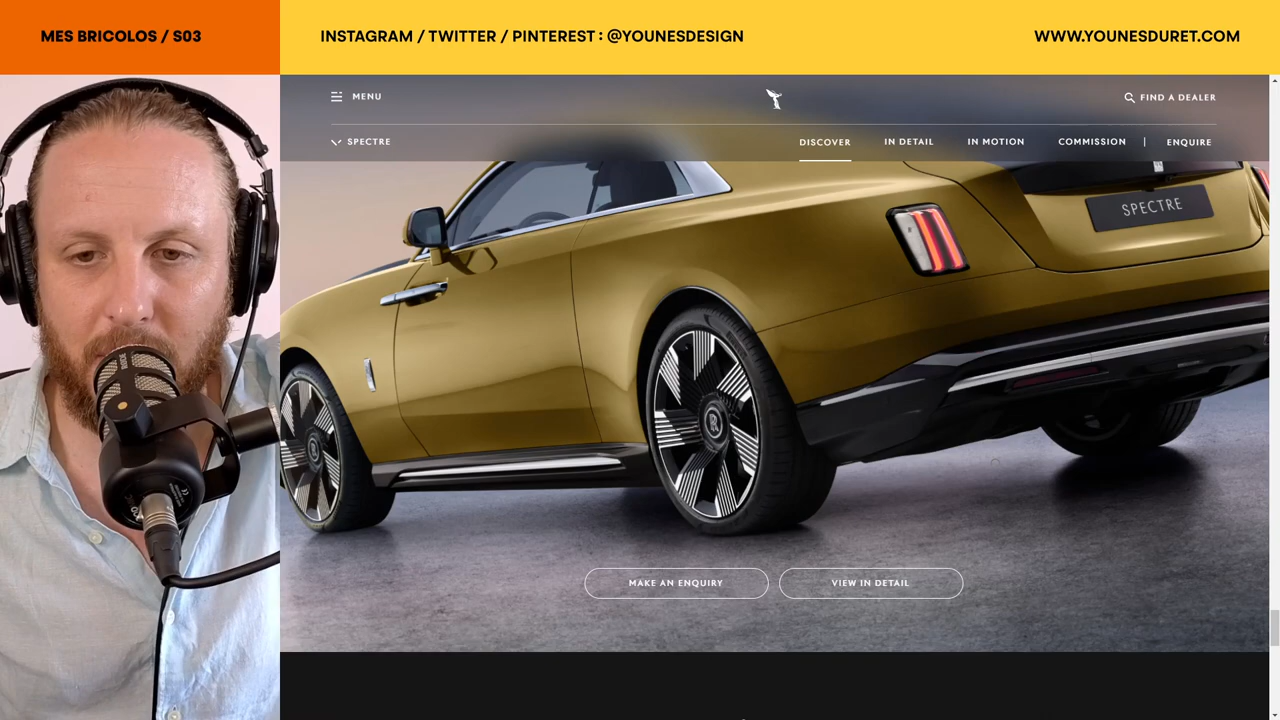 MES BRICOLOS / S03
INSTAGRAM / TWITTER / PINTEREST : @YOUNESDESIGN
WWW.YOUNESDURET.COM
MENU
FIND A DEALER
SPECTRE
DISCOVER
IN DETAIL
IN MOTION
COMMISSION
|
ENQUIRE
SPECTRE
MAKE AN ENQUIRY
VIEW IN DETAIL